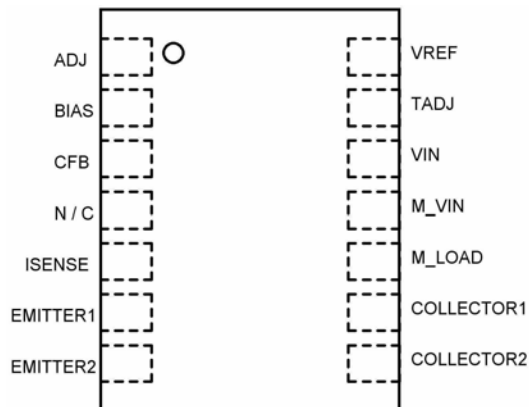 ADJ
BIAS
CFB
N / C
ISENSE
EMITTER1
EMITTER2
VREF
TADJ
VIN
M_VIN
M_LOAD
COLLECTOR1
COLLECTOR2